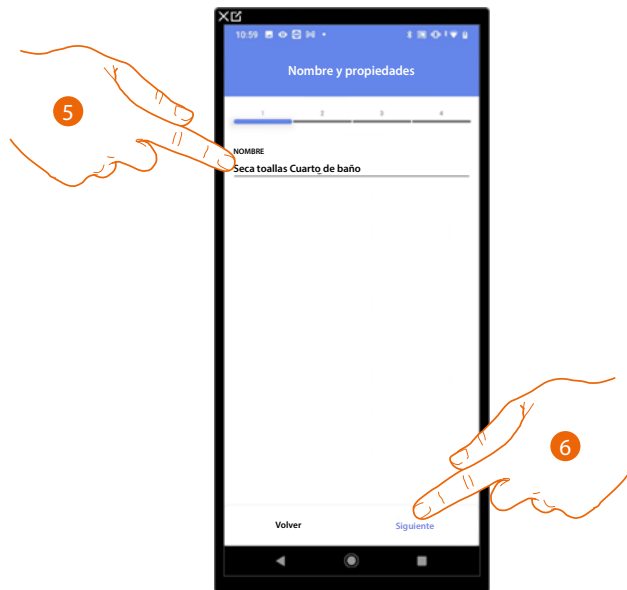 10:59
Nombre y propiedades
1 2 3 4
5
NOMBRE
Seca toallas Cuarto de baño
6
Volver Siguiente